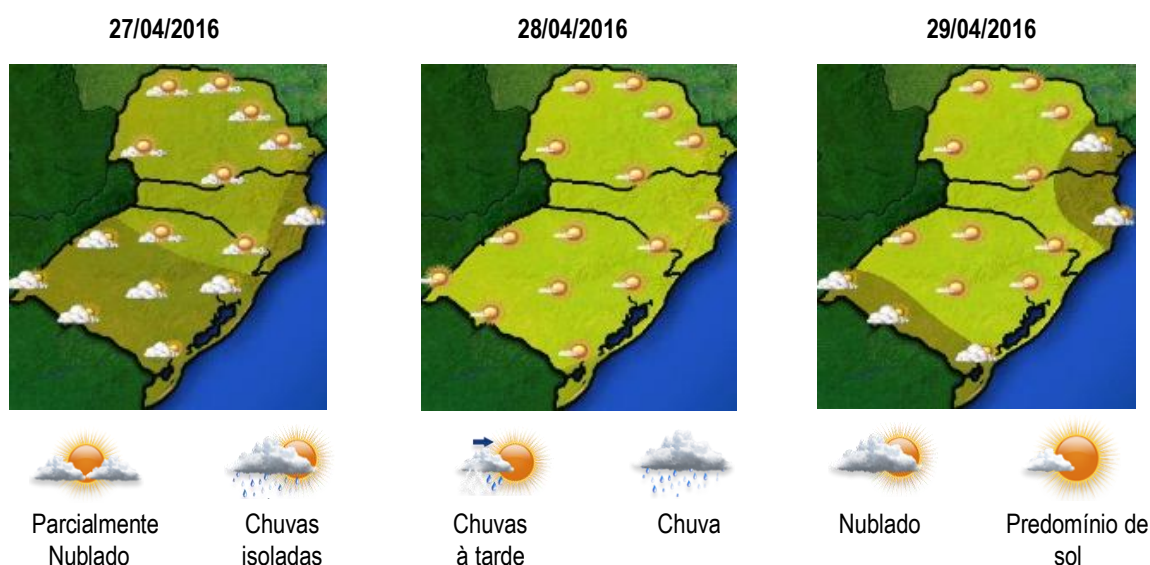 27/04/2016
28/04/2016
29/04/2016
Parcialmente
Nublado
Chuvas
isoladas
Chuvas
à tarde
Chuva
Nublado
Predomínio de
sol